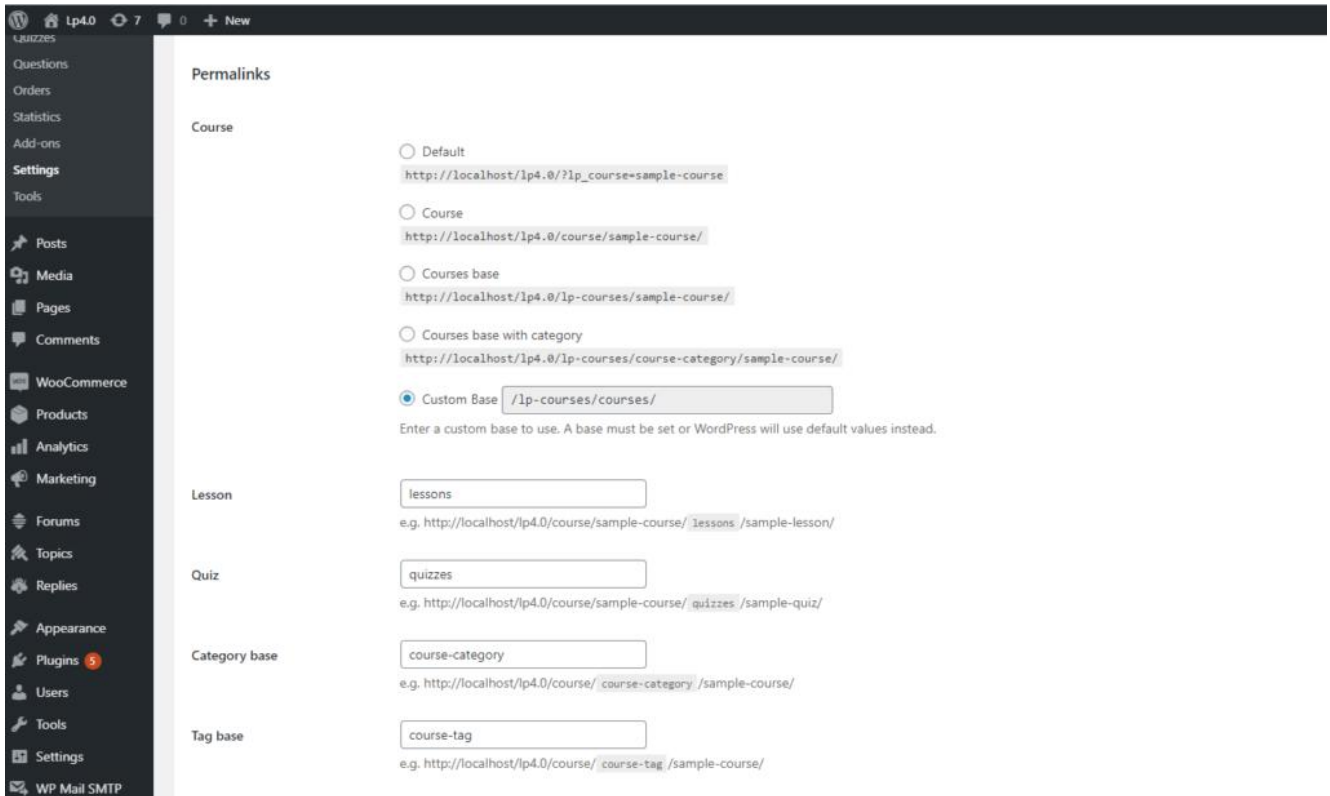 Lp4.0 7 0 + New
Quizzes
Questions
Orders
Statistics
Add-ons
Settings
Tools
Posts
Media
Pages
Comments
WooCommerce
Products
Analytics
Marketing
Forums
Topics
Replies
Appearance
Plugins 5
Users
Tools
Settings
WP Mail SMTP
Permalinks
Course
Default
http://localhost/lp4.0/?lp_course=sample-course
Course
http://localhost/lp4.0/course/sample-course/
Courses base
http://localhost/lp4.0/lp-courses/sample-course/
Courses base with category
http://localhost/lp4.0/lp-courses/course-category/sample-course/
Custom Base /lp-courses/courses/
Enter a custom base to use. A base must be set or WordPress will use default values instead.
Lesson lessons
e.g. http://localhost/lp4.0/course/sample-course/ lessons /sample-lesson/
Quiz quizzes
e.g. http://localhost/lp4.0/course/sample-course/ quizzes /sample-quiz/
Category base course-category
e.g. http://localhost/lp4.0/course/ course-category /sample-course/
Tag base course-tag
e.g. http://localhost/lp4.0/course/ course-tag /sample-course/